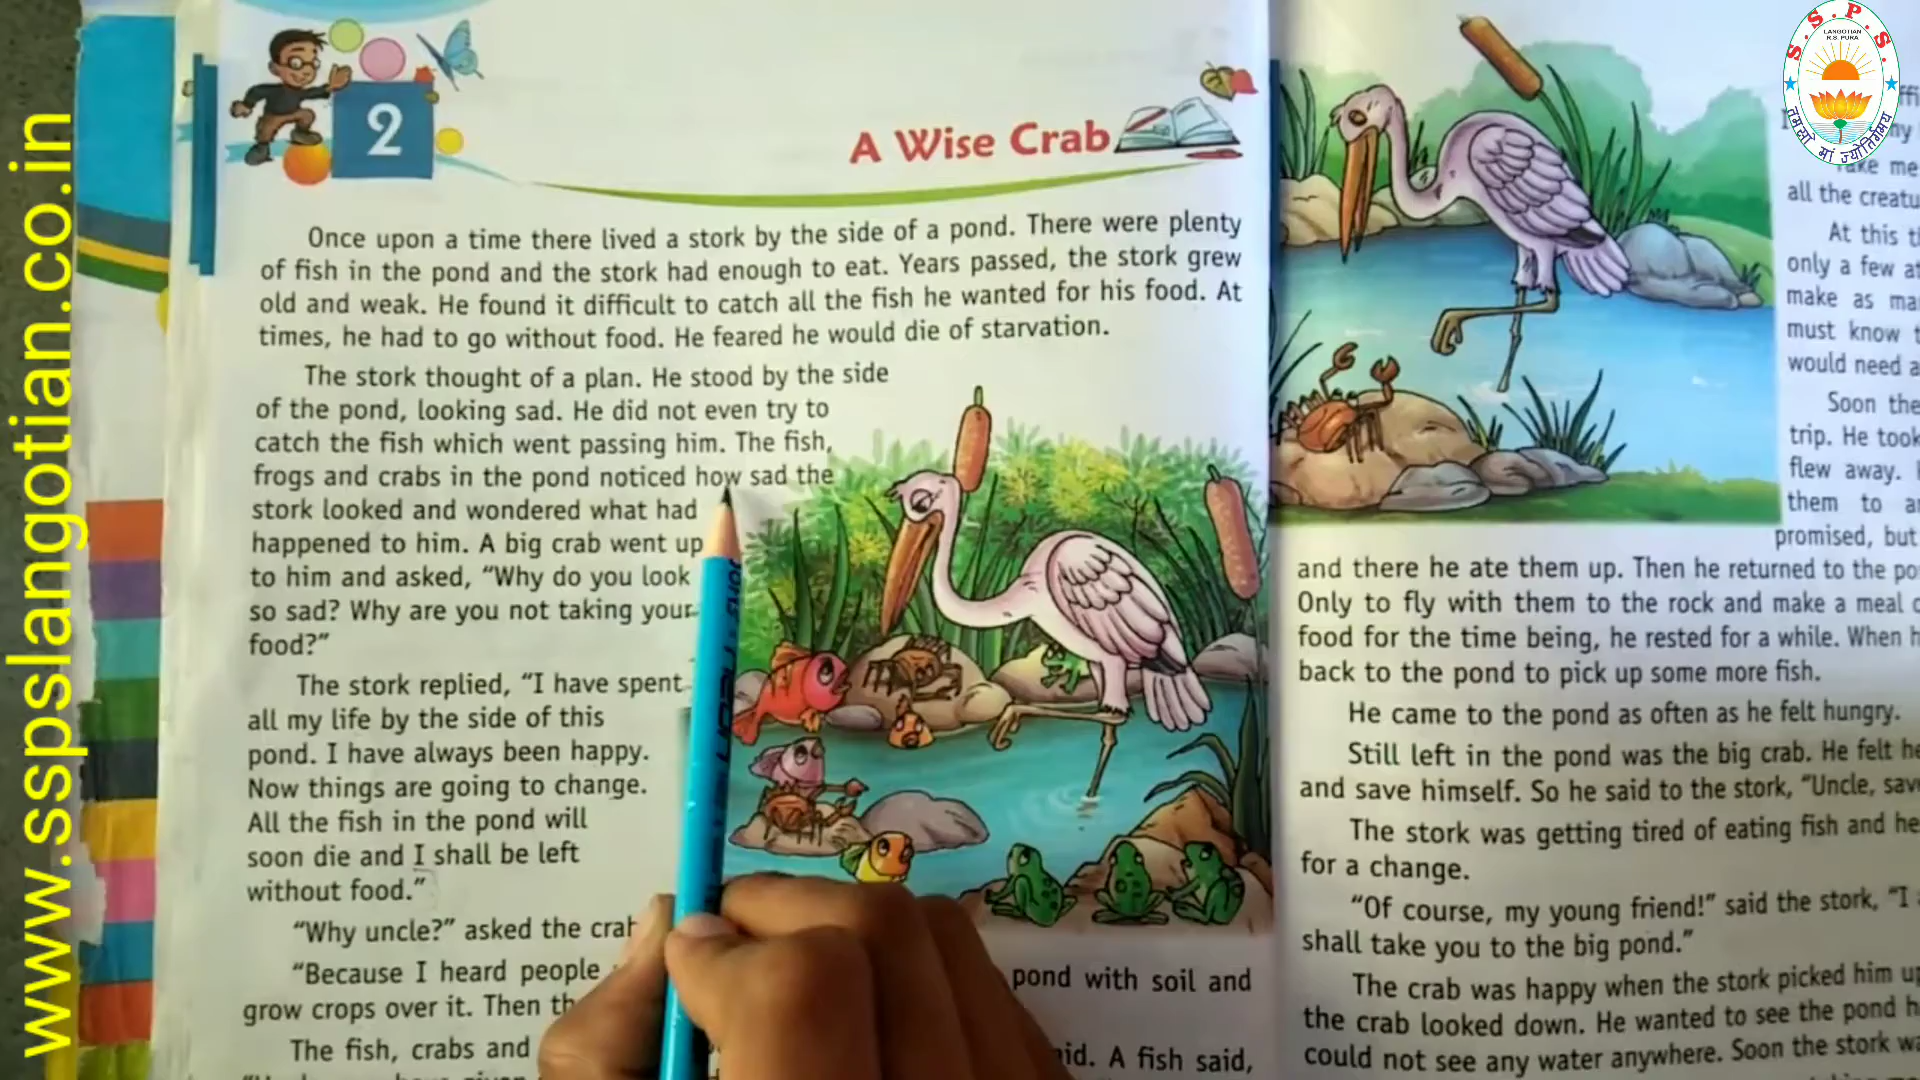 www.sspslangotian.co.in
2
A Wise Crab
Once upon a time there lived a stork by the side of a pond. There were plenty
of fish in the pond and the stork had enough to eat. Years passed, the stork grew
old and weak. He found it difficult to catch all the fish he wanted for his food. At
times, he had to go without food. He feared he would die of starvation.
The stork thought of a plan. He stood by the side
of the pond, looking sad. He did not even try to
catch the fish which went passing him. The fish,
frogs and crabs in the pond noticed how sad the
stork looked and wondered what had
happened to him. A big crab went up
to him and asked, “Why do you look
so sad? Why are you not taking your
food?”
The stork replied, “I have spent
all my life by the side of this
pond. I have always been happy.
Now things are going to change.
All the fish in the pond will
soon die and I shall be left
without food.”
“Why uncle?” asked the crab
“Because I heard people pond with soil and
grow crops over it. Then
The fish, crabs and A fish said,
S.S.P.S.
LANGOTIAN
R.S. PURA
तमसो मां ज्योतिर्गमय
me
all the
At this
only a few
make as
must know
would need
Soon the
trip. He took
flew away.
them to
promised, but
and there he ate them up. Then he returned to the
Only to fly with them to the rock and make a meal
food for the time being, he rested for a while. When
back to the pond to pick up some more fish.
He came to the pond as often as he felt hungry.
Still left in the pond was the big crab. He felt
and save himself. So he said to the stork, “Uncle,
The stork was getting tired of eating fish and
for a change.
“Of course, my young friend!” said the stork, “I
shall take you to the big pond.”
The crab was happy when the stork picked him
the crab looked down. He wanted to see the pond
could not see any water anywhere. Soon the stork